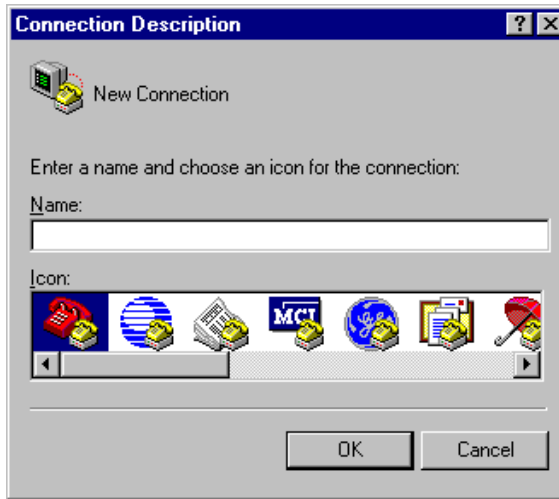 Connection Description
New Connection
Enter a name and choose an icon for the connection:
Name:
Icon:
MCI
OK Cancel